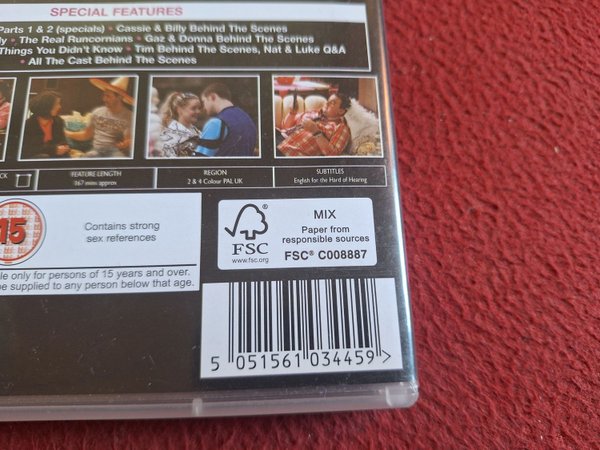 SPECIAL FEATURES
Parts 1 & 2 (specials) • Cassie & Billy Behind The Scenes
• The Real Runcornians • Gaz & Donna Behind The Scenes
Things You Didn't Know • Tim Behind The Scenes, Nat & Luke Q&A
• All The Cast Behind The Scenes
FEATURE LENGTH
167 mins approx
REGION
2 & 4 Colour PAL UK
SUBTITLES
English for the Hard of Hearing
15
Contains strong
sex references
only for persons of 15 years and over.
be supplied to any person below that age.
FSC
www.fsc.org
MIX
Paper from
responsible sources
FSC® C008887
5 051561 034459 >